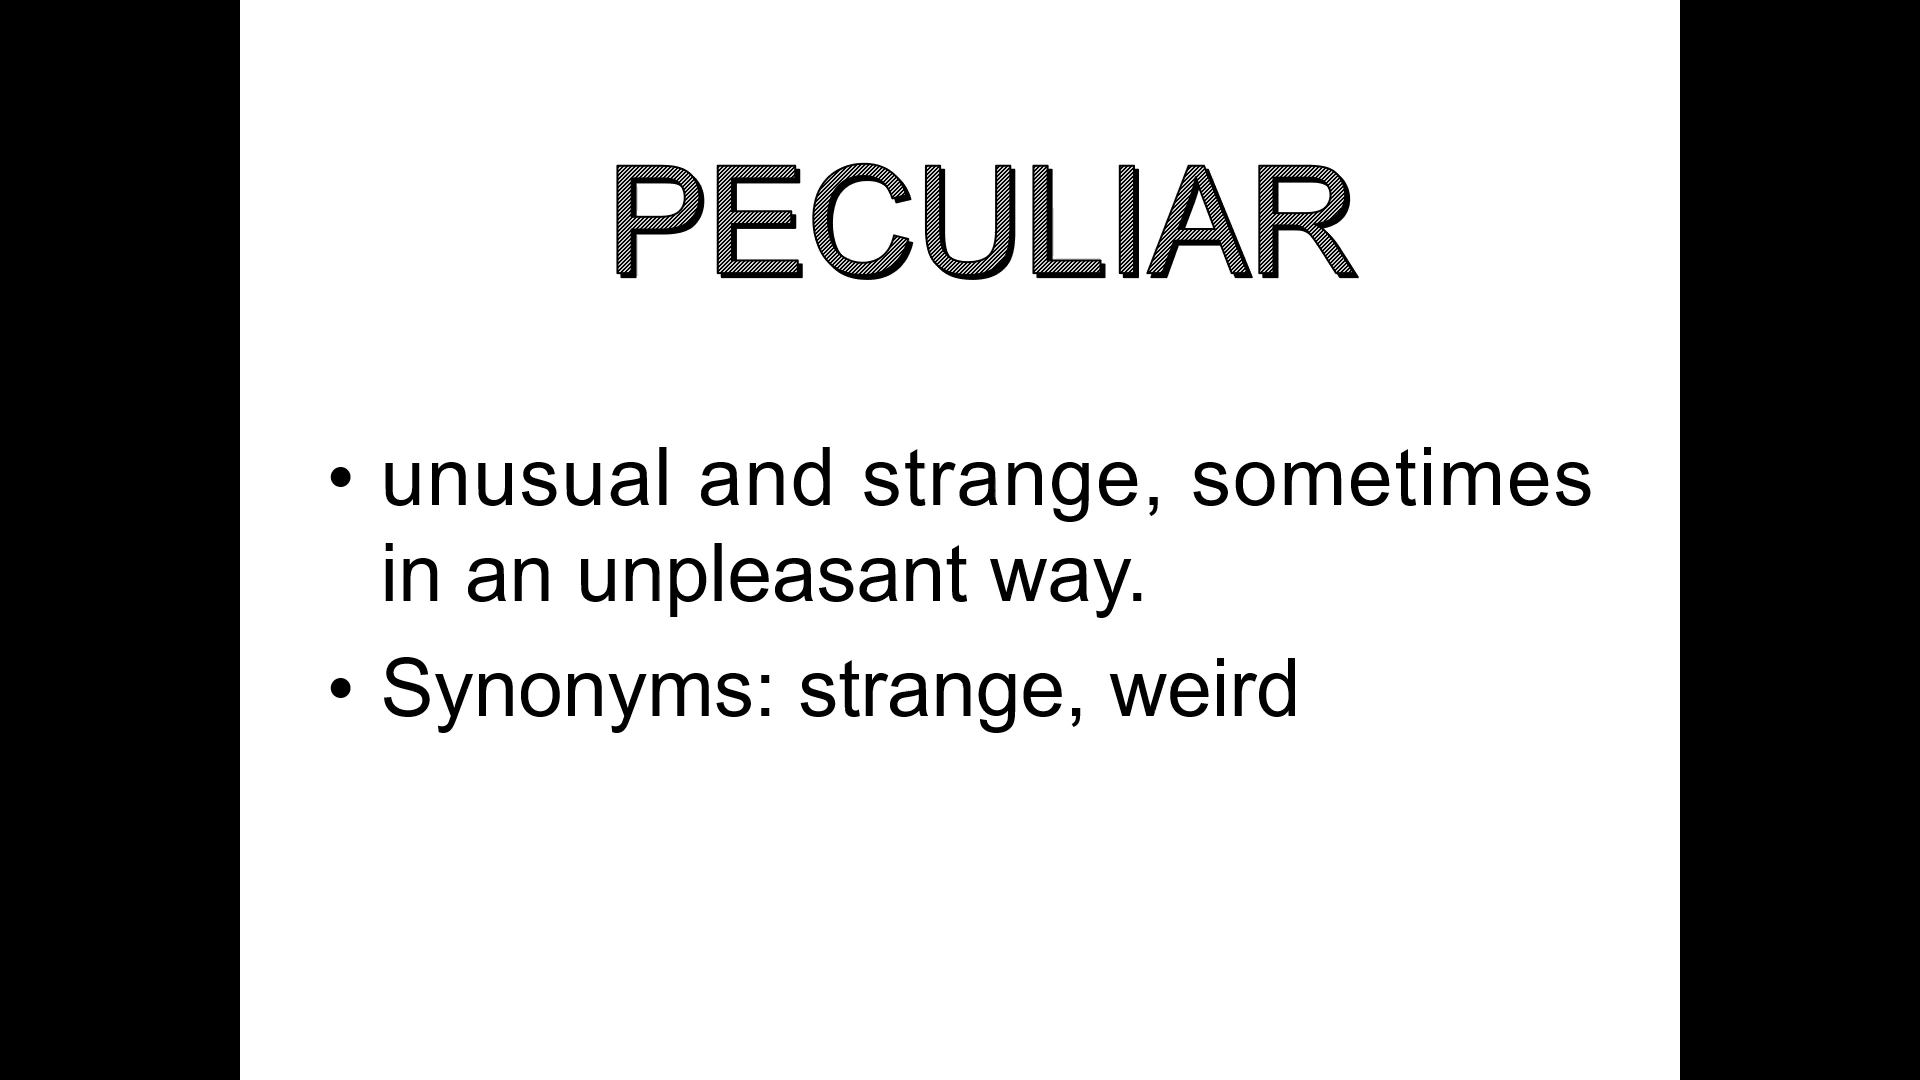 PECULIAR
• unusual and strange, sometimes
in an unpleasant way.
• Synonyms: strange, weird